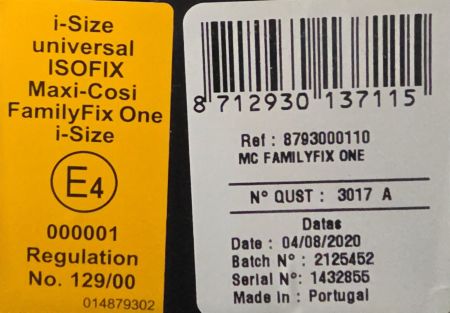 i-Size
universal
ISOFIX
Maxi-Cosi
FamilyFix One
i-Size
E4
000001
Regulation
No. 129/00
014879302
8 712930 137115
Ref : 8793000110
MC FAMILYFIX ONE
N° QUST : 3017 A
Datas
Date : 04/08/2020
Batch N° : 2125452
Serial N°: 1432855
Made in : Portugal